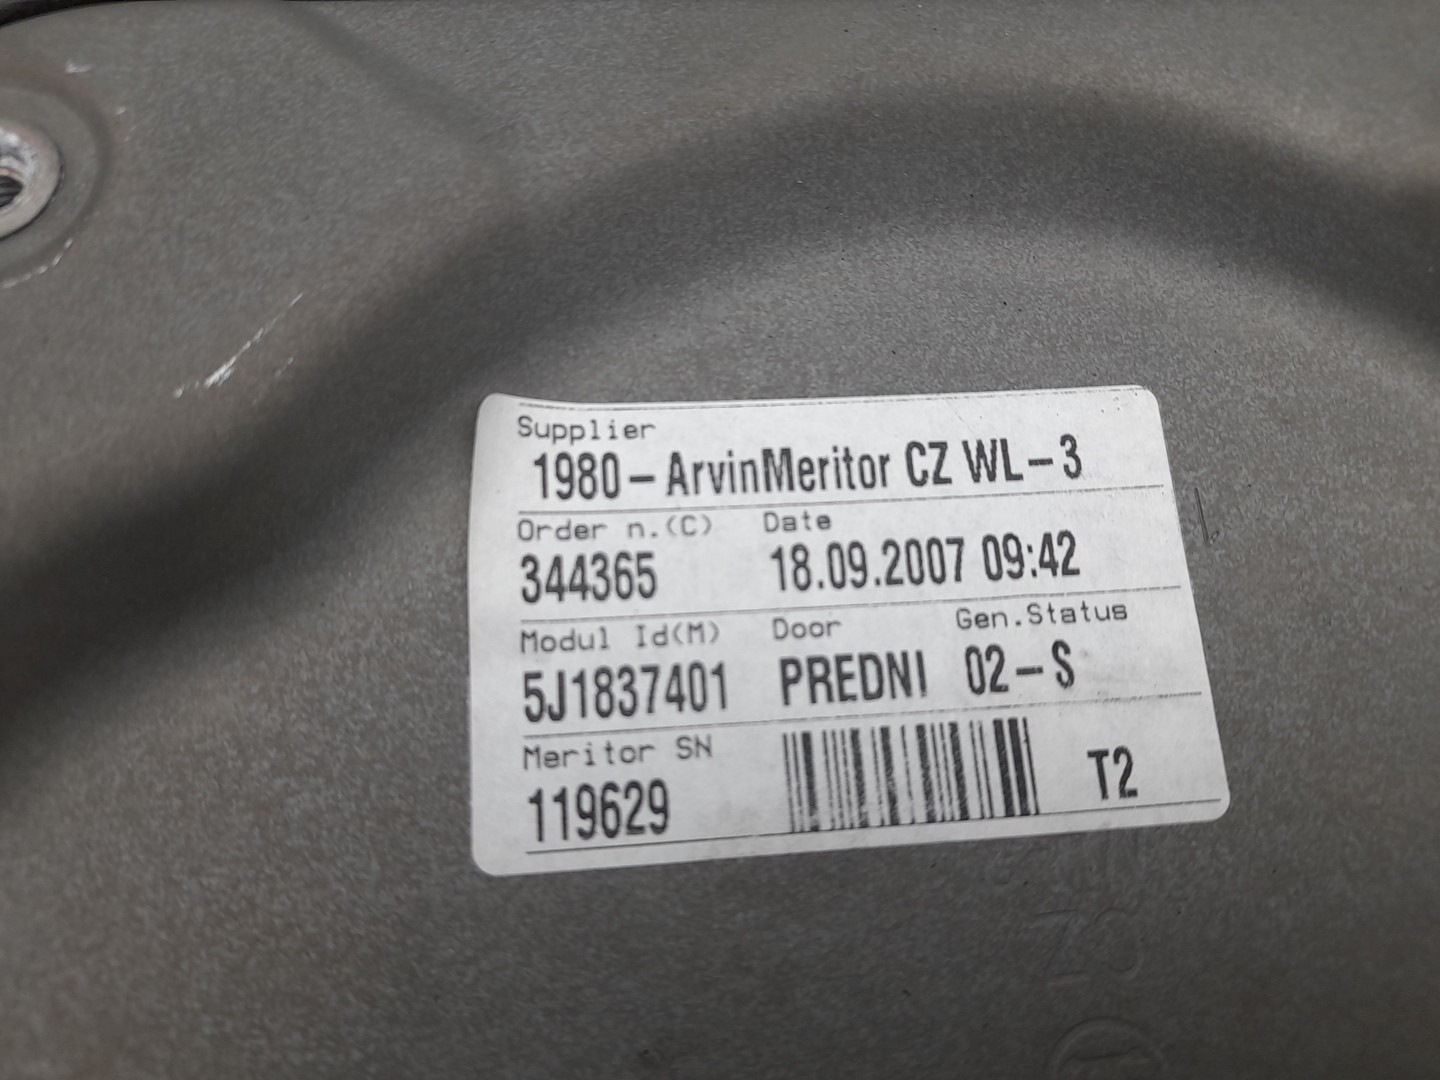 Supplier
1980-ArvinMeritor CZ WL-3
Order n.(C) Date
344365 18.09.2007 09:42
Modul Id(M) Door Gen.Status
5J1837401 PREDNI 02-S
Meritor SN
119629 T2